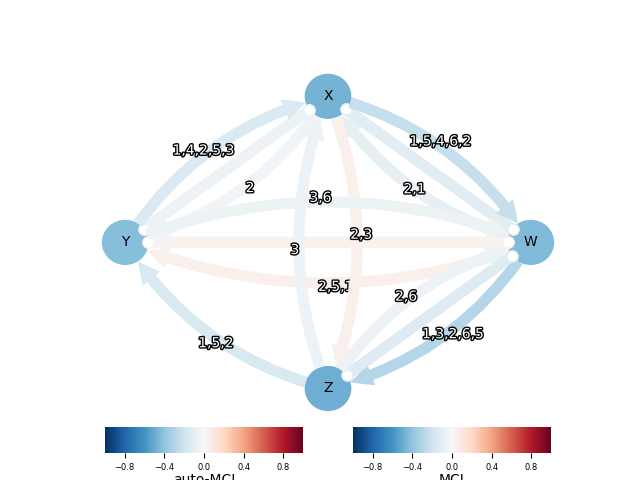 X
1,4,2,5,3
1,5,4,6,2
2
2,1
3,6
Y
2,3
W
3
2,5,1
2,6
1,5,2
1,3,2,6,5
Z
−0.8 −0.4 0.0 0.4 0.8
−0.8 −0.4 0.0 0.4 0.8
auto-MCI
MCI